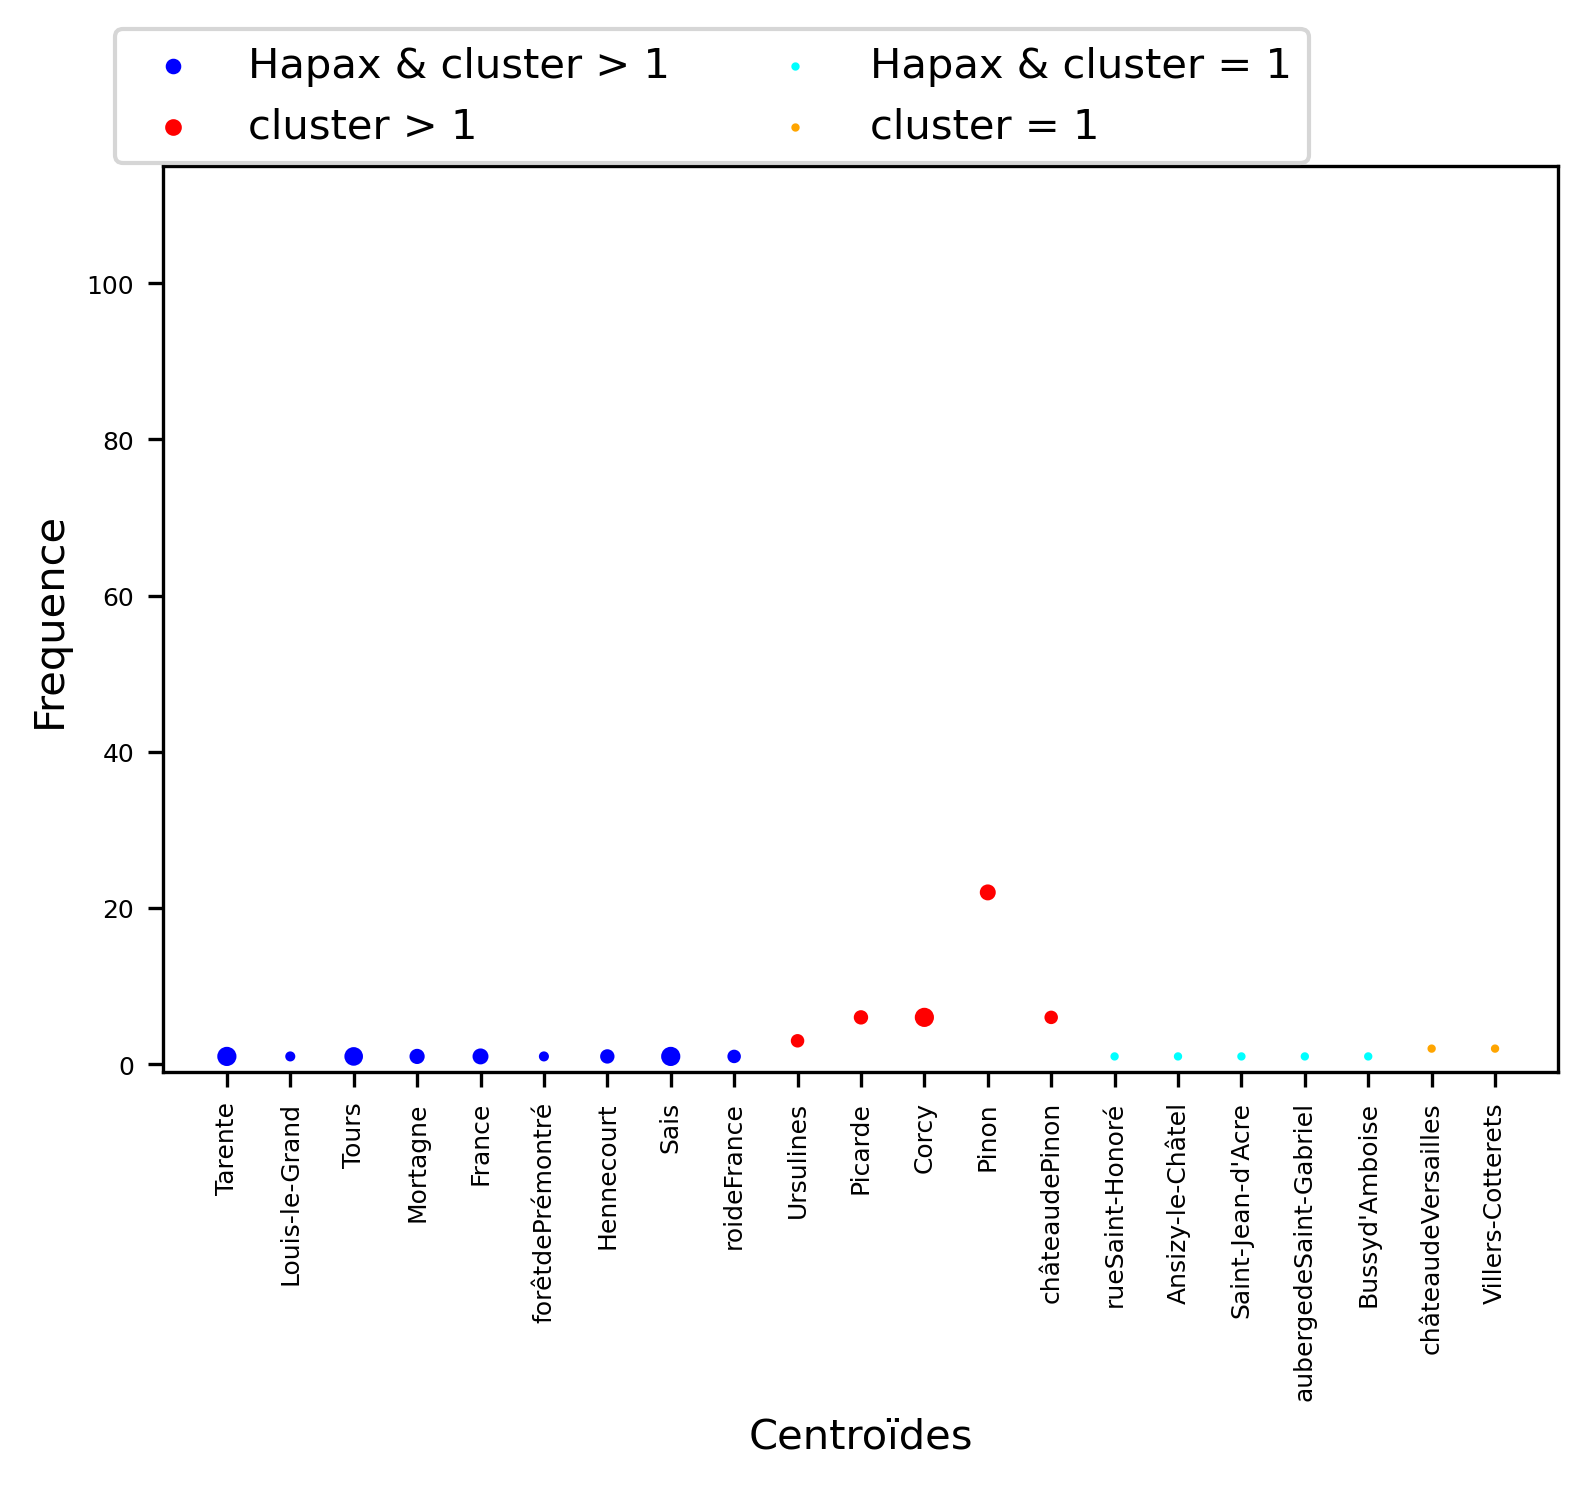 Hapax & cluster > 1
Hapax & cluster = 1
cluster > 1
cluster = 1
Frequence
100
80
60
40
20
0
Tarente
Louis-le-Grand
Tours
Mortagne
France
forêtdePrémontré
Hennecourt
Sais
roideFrance
Ursulines
Picarde
Corcy
Pinon
châteaudePinon
rueSaint-Honoré
Ansizy-le-Châtel
Saint-Jean-d'Acre
aubergedeSaint-Gabriel
Bussyd'Amboise
châteaudeVersailles
Villers-Cotterets
Centroïdes